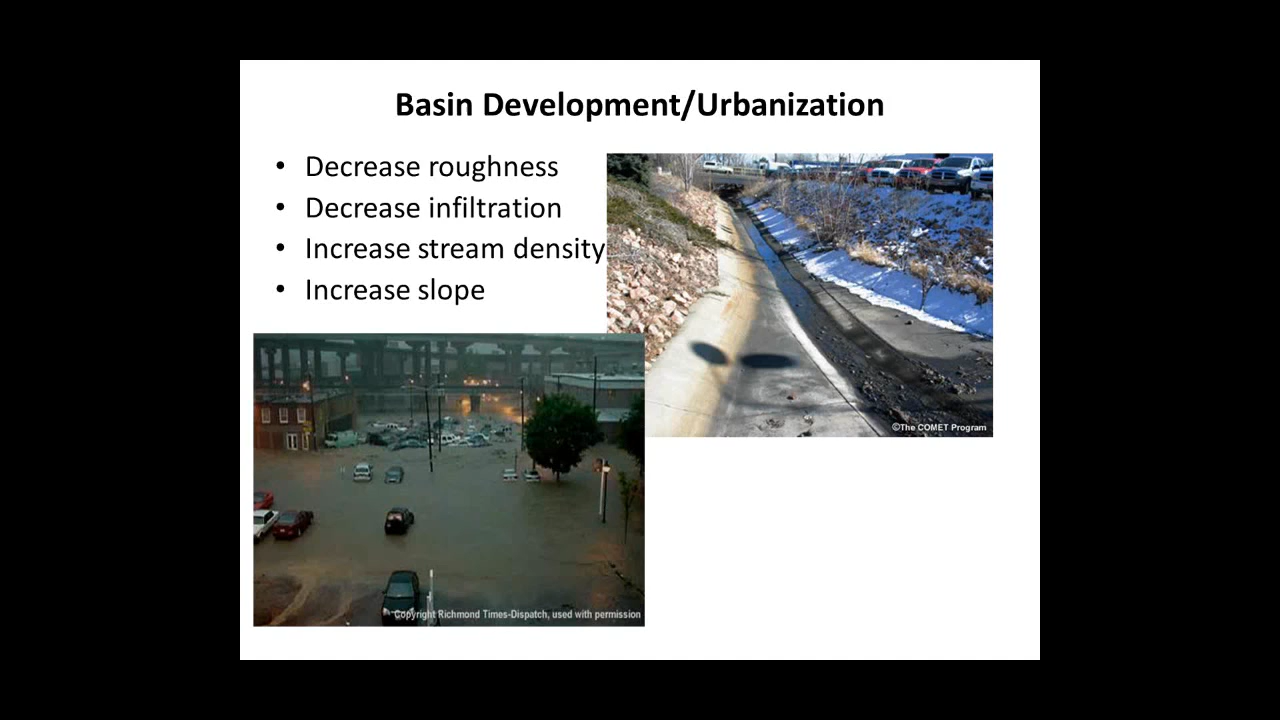 Basin Development/Urbanization
• Decrease roughness
• Decrease infiltration
• Increase stream density
• Increase slope
©The COMET Program
Copyright Richmond Times-Dispatch, used with permission